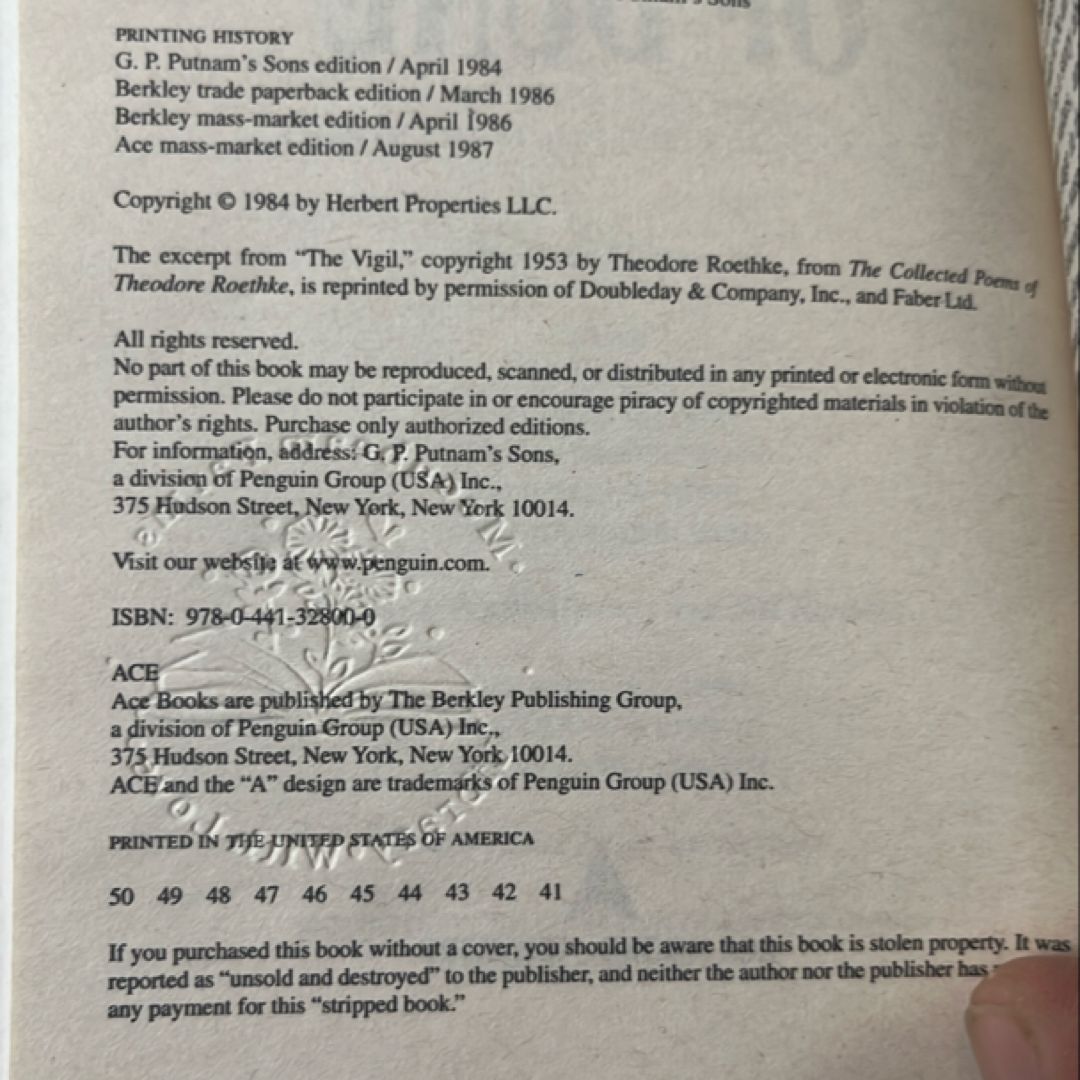 PRINTING HISTORY
G. P. Putnam's Sons edition / April 1984
Berkley trade paperback edition / March 1986
Berkley mass-market edition / April 1986
Ace mass-market edition / August 1987
Copyright © 1984 by Herbert Properties LLC.
The excerpt from “The Vigil,” copyright 1953 by Theodore Roethke, from The Collected Poems of
Theodore Roethke, is reprinted by permission of Doubleday & Company, Inc., and Faber Ltd.
All rights reserved.
No part of this book may be reproduced, scanned, or distributed in any printed or electronic form without
permission. Please do not participate in or encourage piracy of copyrighted materials in violation of the
author's rights. Purchase only authorized editions.
For information, address: G. P. Putnam's Sons,
a division of Penguin Group (USA) Inc.,
375 Hudson Street, New York, New York 10014.
Visit our website at www.penguin.com.
ISBN: 978-0-441-32800-0
ACE
Ace Books are published by The Berkley Publishing Group,
a division of Penguin Group (USA) Inc.,
375 Hudson Street, New York, New York 10014.
ACE and the “A” design are trademarks of Penguin Group (USA) Inc.
PRINTED IN THE UNITED STATES OF AMERICA
50 49 48 47 46 45 44 43 42 41
If you purchased this book without a cover, you should be aware that this book is stolen property. It was
reported as “unsold and destroyed” to the publisher, and neither the author nor the publisher has
any payment for this “stripped book.”